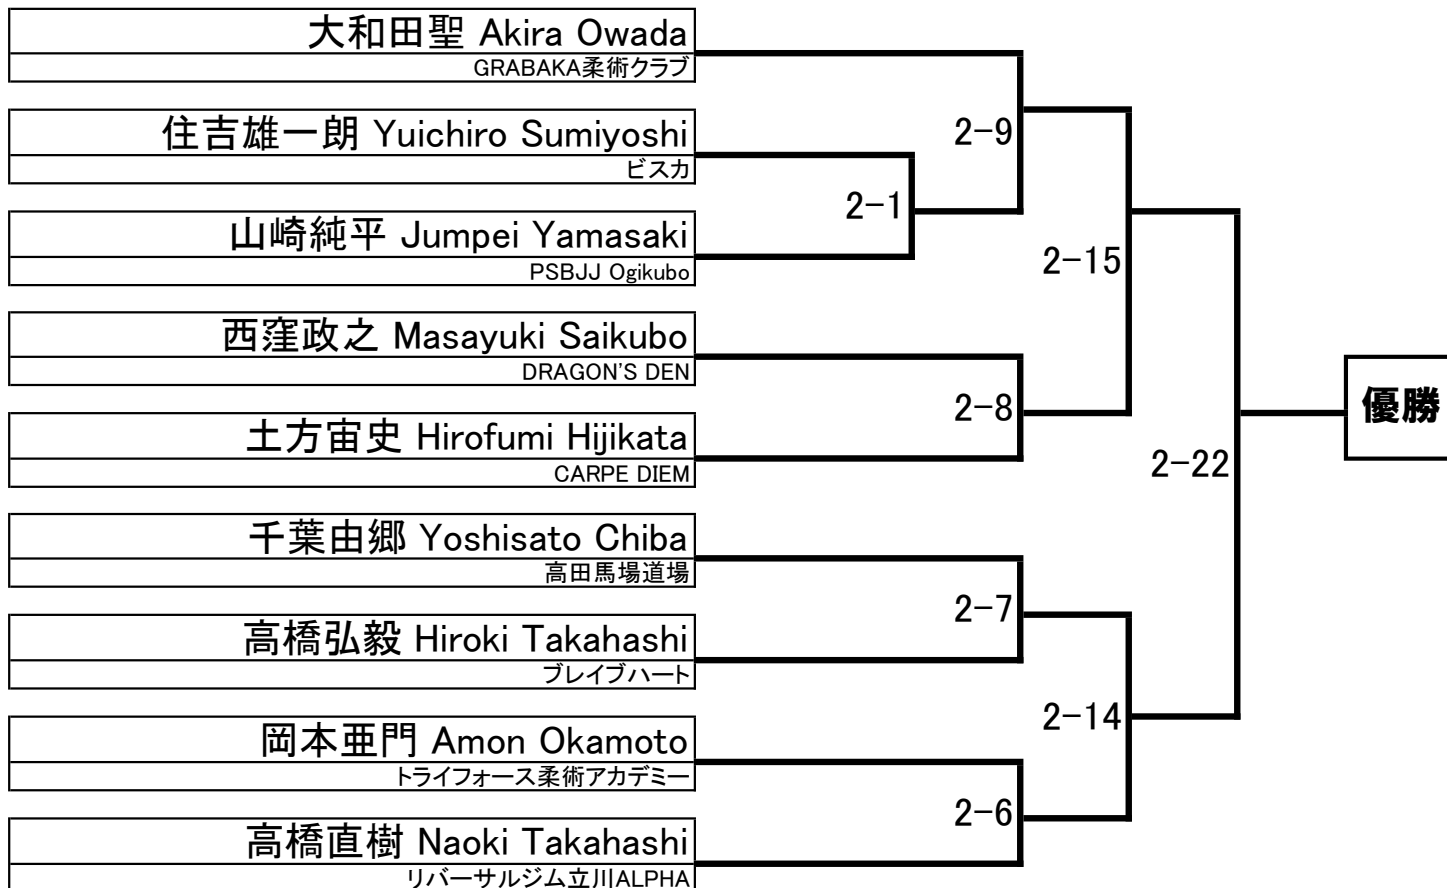 大和田聖 Akira Owada
GRABAKA柔術クラブ
住吉雄一朗 Yuichiro Sumiyoshi
ビスカ
2-9
2-1
山崎純平 Jumpei Yamasaki
PSBJJ Ogikubo
2-15
西窪政之 Masayuki Saikubo
DRAGON'S DEN
2-8
優勝
土方宙史 Hirofumi Hijikata
CARPE DIEM
2-22
千葉由郷 Yoshisato Chiba
高田馬場道場
2-7
高橋弘毅 Hiroki Takahashi
ブレイブハート
2-14
岡本亜門 Amon Okamoto
トライフォース柔術アカデミー
2-6
高橋直樹 Naoki Takahashi
リバーサルジム立川ALPHA